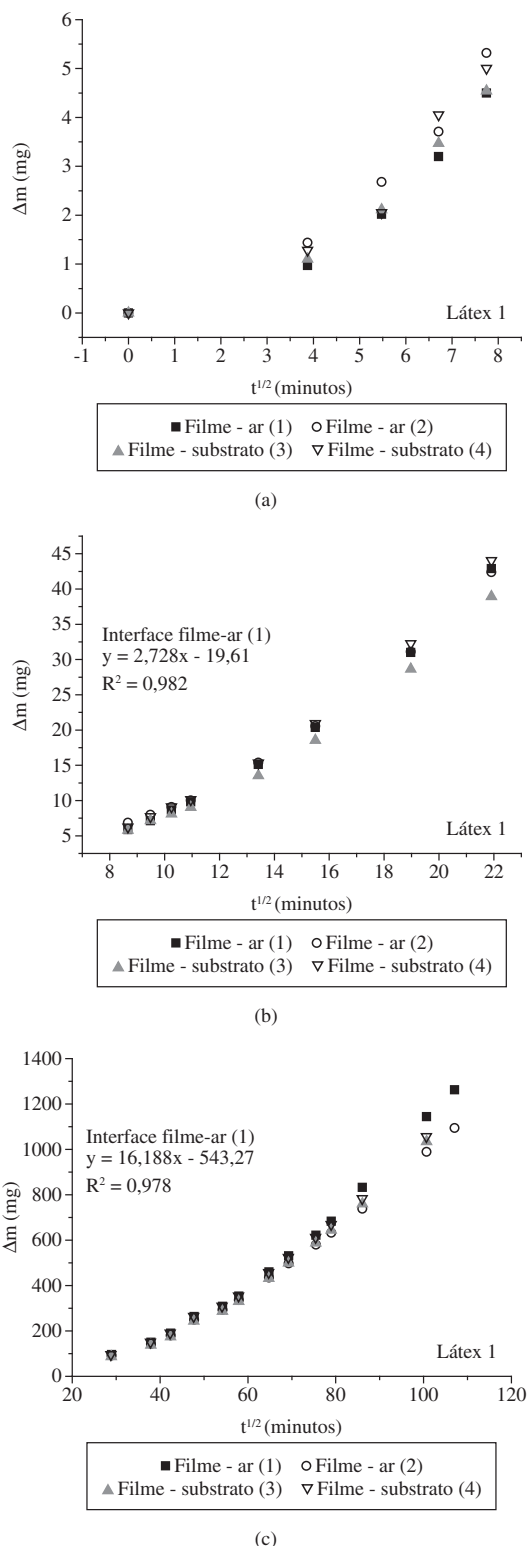 6
5
4
3
2
1
0
Δm (mg)
Látex 1
-1 0 1 2 3 4 5 6 7 8
t^1/2 (minutos)
■ Filme - ar (1) ○ Filme - ar (2)
▲ Filme - substrato (3) ▽ Filme - substrato (4)
(a)
45
40
35
30
25
20
15
10
5
Δm (mg)
Interface filme-ar (1)
y = 2,728x - 19,61
R² = 0,982
Látex 1
8 10 12 14 16 18 20 22
t^1/2 (minutos)
■ Filme - ar (1) ○ Filme - ar (2)
▲ Filme - substrato (3) ▽ Filme - substrato (4)
(b)
1400
1200
1000
800
600
400
200
0
Δm (mg)
Interface filme-ar (1)
y = 16,188x - 543,27
R² = 0,978
Látex 1
20 40 60 80 100 120
t^1/2 (minutos)
■ Filme - ar (1) ○ Filme - ar (2)
▲ Filme - substrato (3) ▽ Filme - substrato (4)
(c)